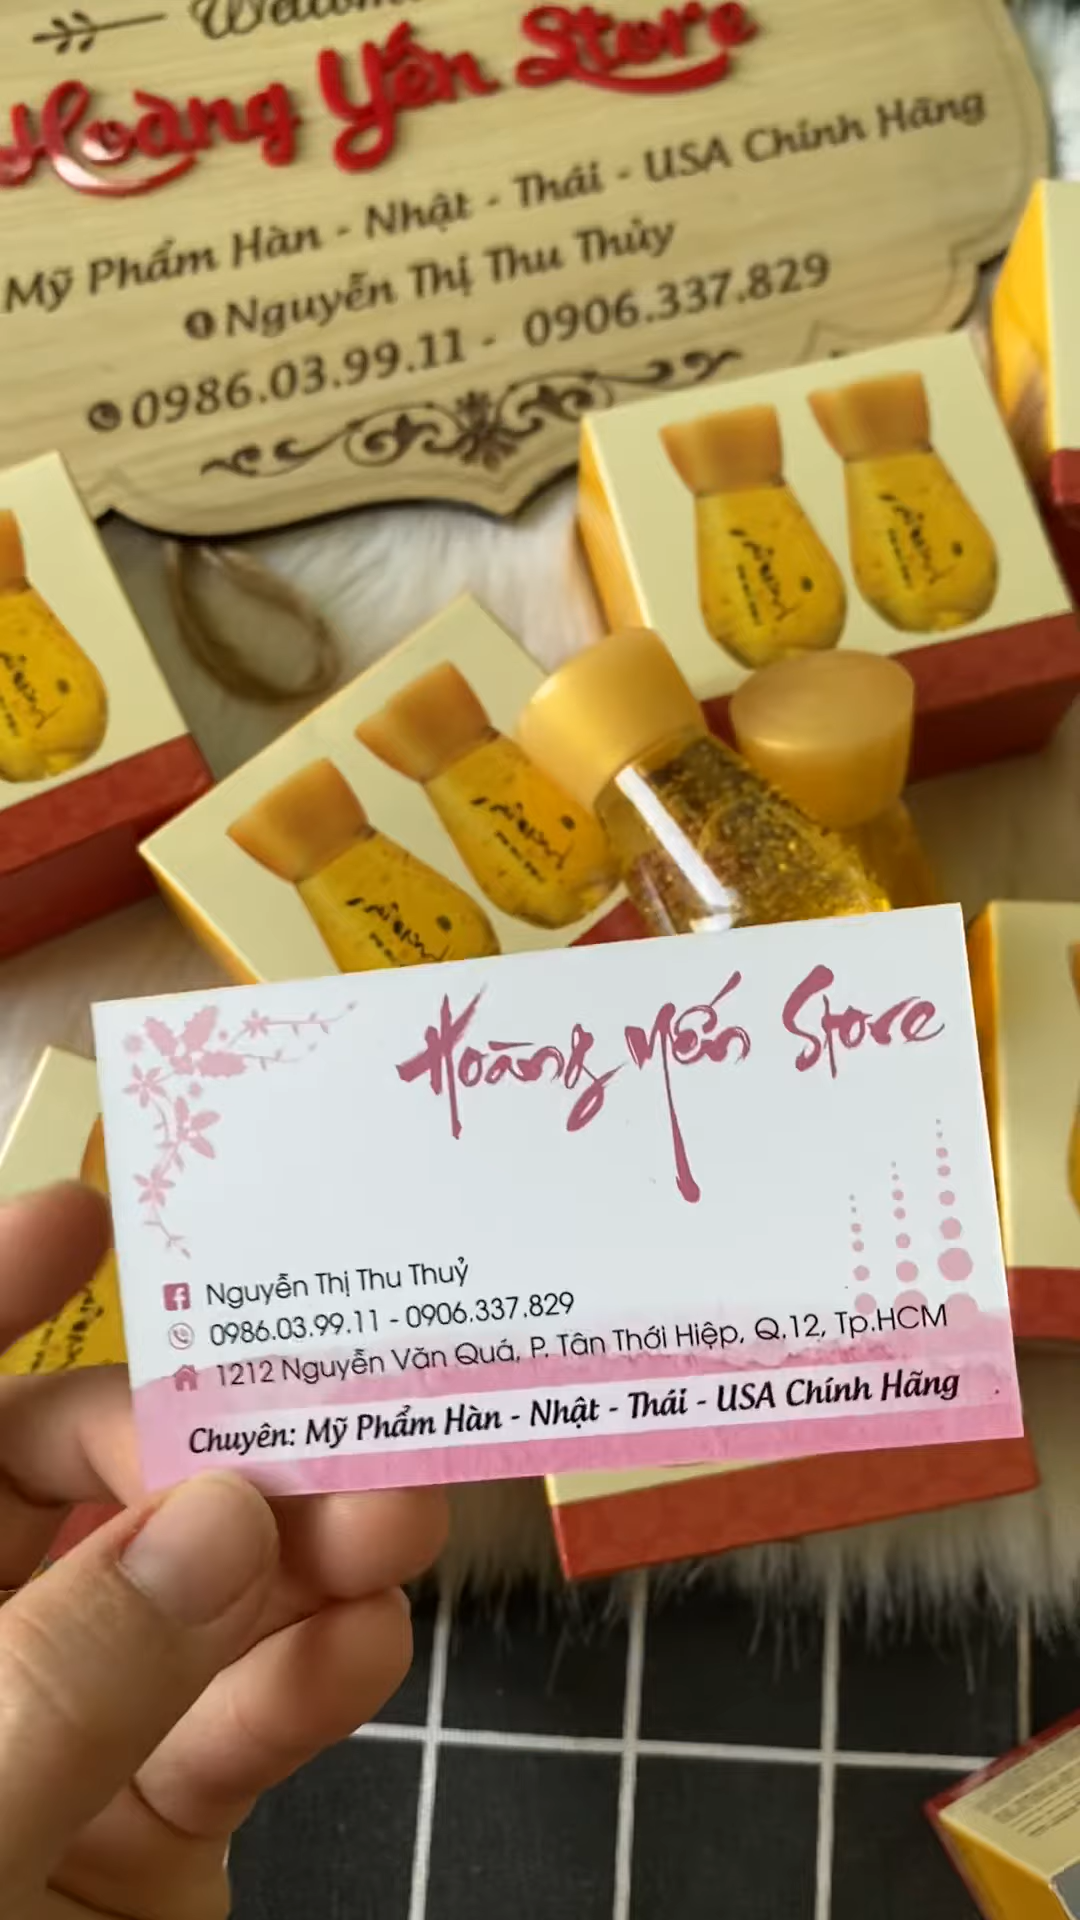 Welcome
Hoàng Yến Store
Mỹ Phẩm Hàn - Nhật - Thái - USA Chính Hãng
Nguyễn Thị Thu Thủy
0986.03.99.11 - 0906.337.829
Hoàng Yến Store
Nguyễn Thị Thu Thuỷ
0986.03.99.11 - 0906.337.829
1212 Nguyễn Văn Quá, P. Tân Thới Hiệp, Q.12, Tp.HCM
Chuyên: Mỹ Phẩm Hàn - Nhật - Thái - USA Chính Hãng